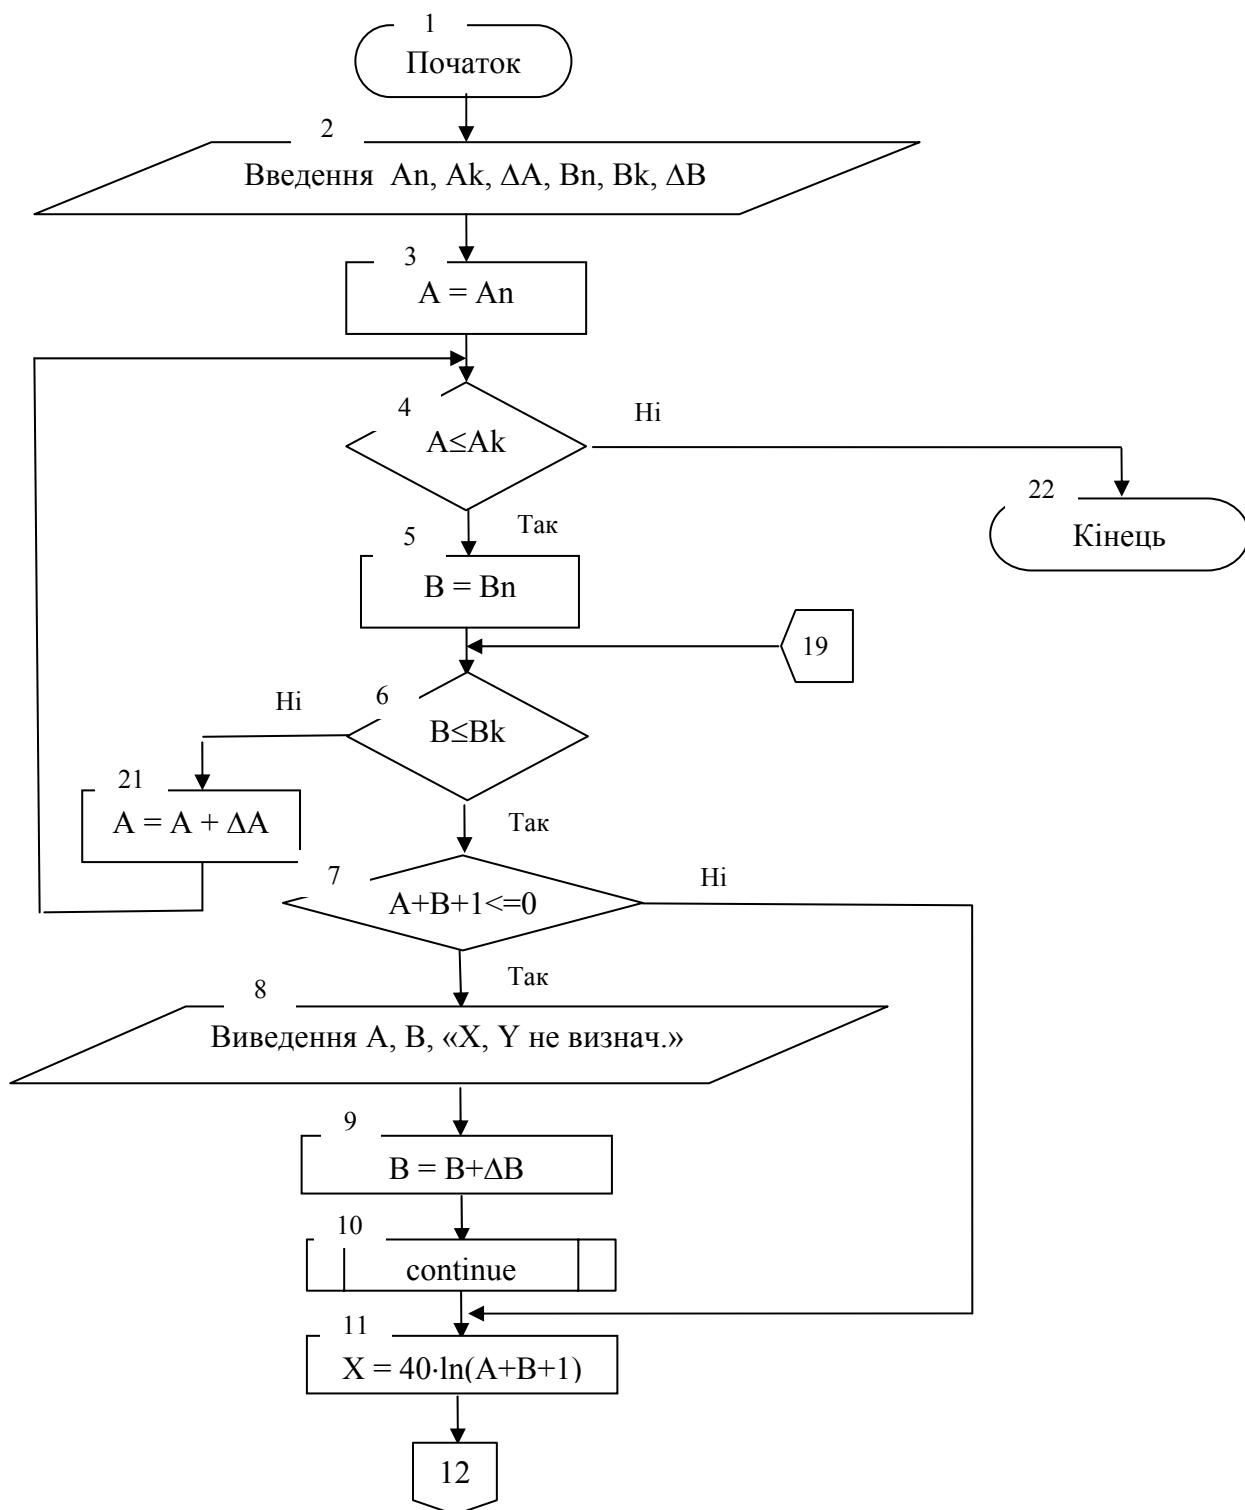 1
Початок
2
Введення An, Ak, ΔA, Bn, Bk, ΔB
3
A = An
4
A≤Ak
Ні
22
Кінець
Так
5
B = Bn
19
6
Ні
B≤Bk
21
A = A + ΔA
Так
7
A+B+1<=0
Ні
Так
8
Виведення A, B, «X, Y не визнач.»
9
B = B+ΔB
10
continue
11
X = 40·ln(A+B+1)
12